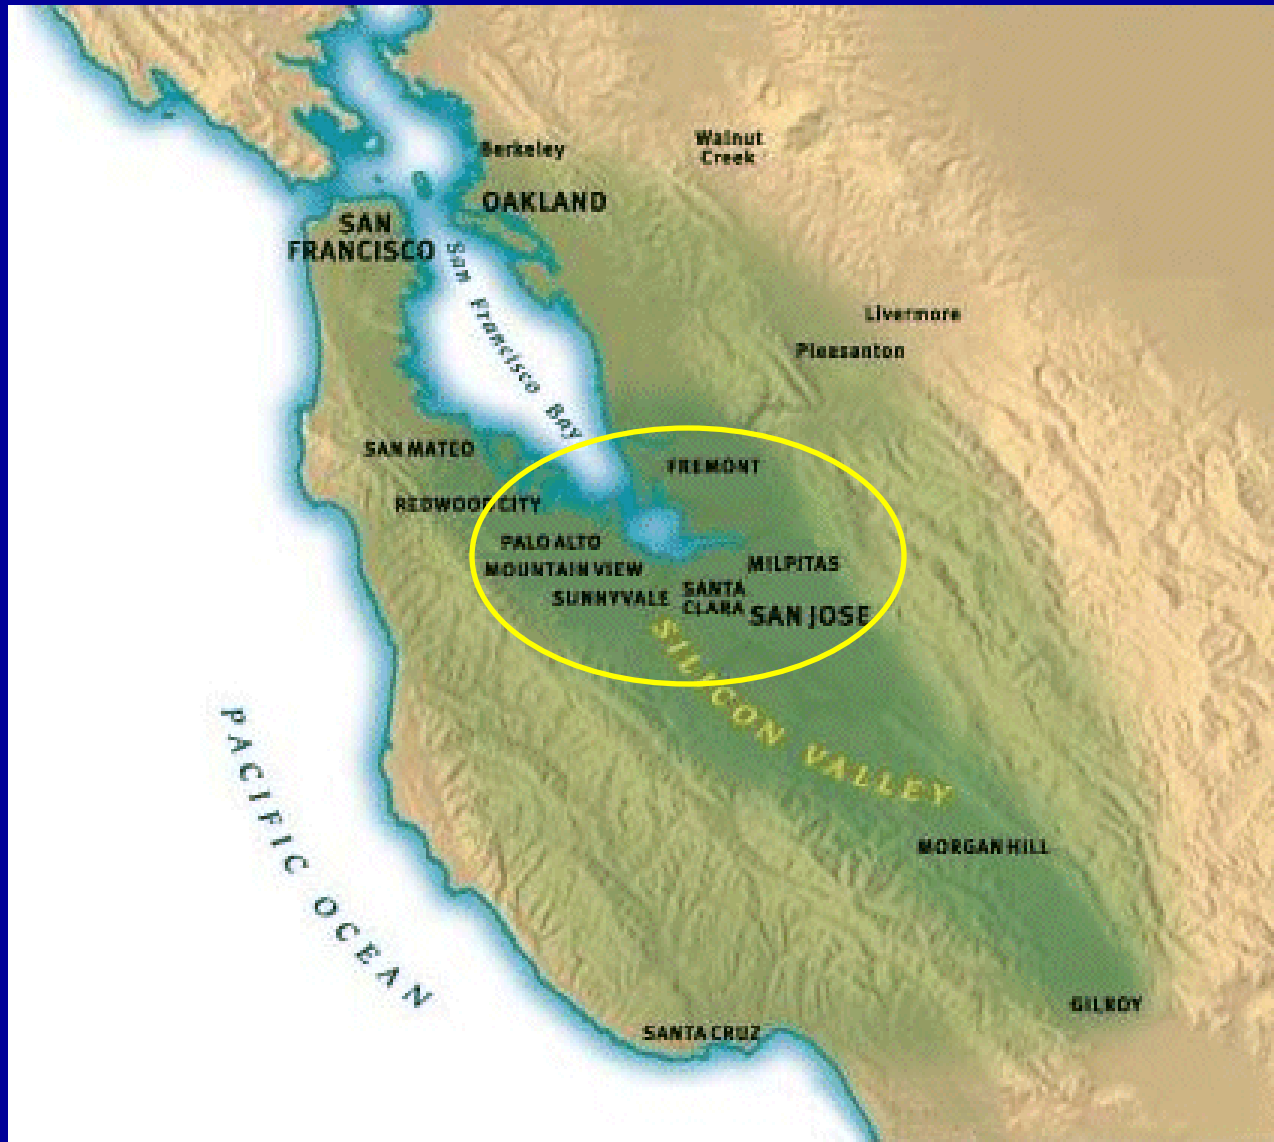 Berkeley
Walnut
Creek
OAKLAND
SAN
FRANCISCO
San Francisco Bay
Livermore
Pleasanton
SAN MATEO
FREMONT
REDWOOD CITY
PALO ALTO
MOUNTAIN VIEW
MILPITAS
SUNNYVALE
SANTA
CLARA
SAN JOSE
SILICON VALLEY
PACIFIC OCEAN
MORGAN HILL
GILROY
SANTA CRUZ